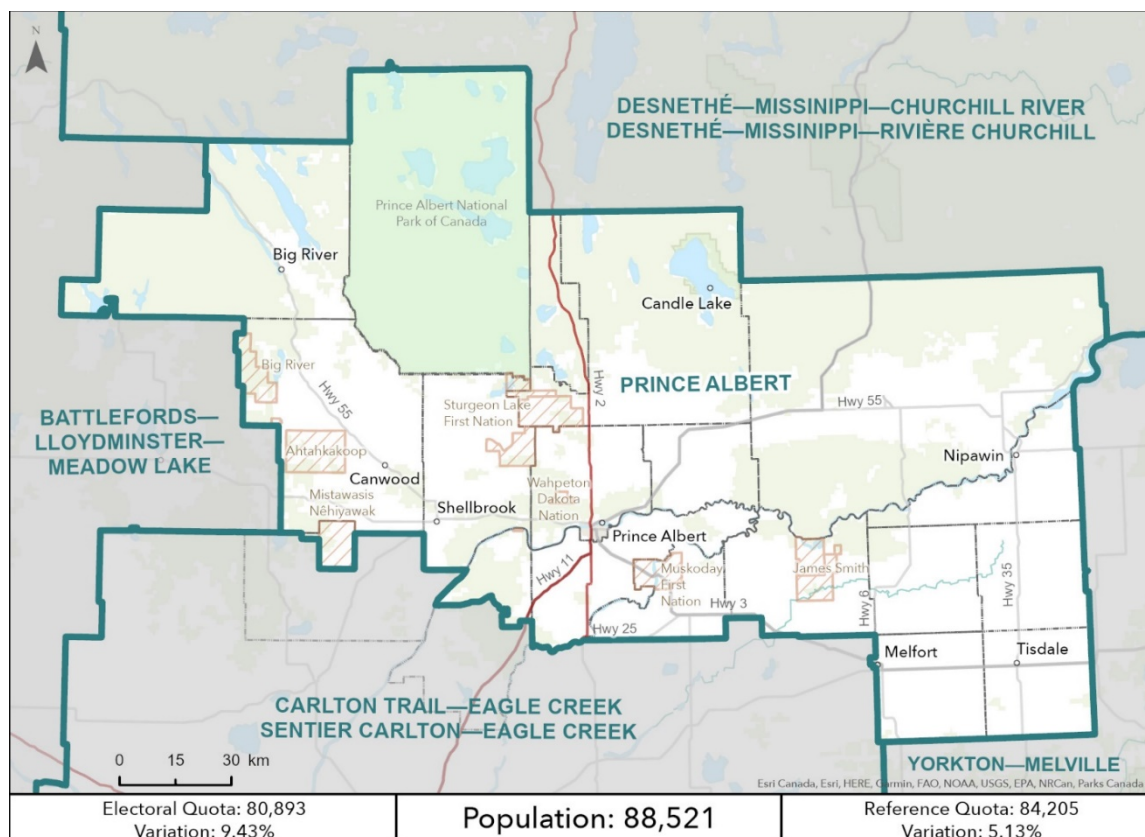 N
DESNETHÉ—MISSINIPPI—CHURCHILL RIVER
DESNETHÉ—MISSINIPPI—RIVIÈRE CHURCHILL
Prince Albert National
Park of Canada
Big River
Candle Lake
Big River
Hwy 55
Hwy 2
PRINCE ALBERT
Sturgeon Lake
First Nation
Hwy 55
BATTLEFORDS—
LLOYDMINSTER—
MEADOW LAKE
Ahtahkakoop
Canwood
Nipawin
Mistawasis
Nêhiyawak
Shellbrook
Wahpeton
Dakota
Nation
Prince Albert
Hwy 11
Muskoday
First
Nation
James Smith
Hwy 3
Hwy 6
Hwy 35
Hwy 25
Melfort
Tisdale
CARLTON TRAIL—EAGLE CREEK
SENTIER CARLTON—EAGLE CREEK
YORKTON—MELVILLE
0 15 30 km
Esri Canada, Esri, HERE, Garmin, FAO, NOAA, USGS, EPA, NRCan, Parks Canada
Electoral Quota: 80,893
Variation: 9.43%
Population: 88,521
Reference Quota: 84,205
Variation: 5.13%